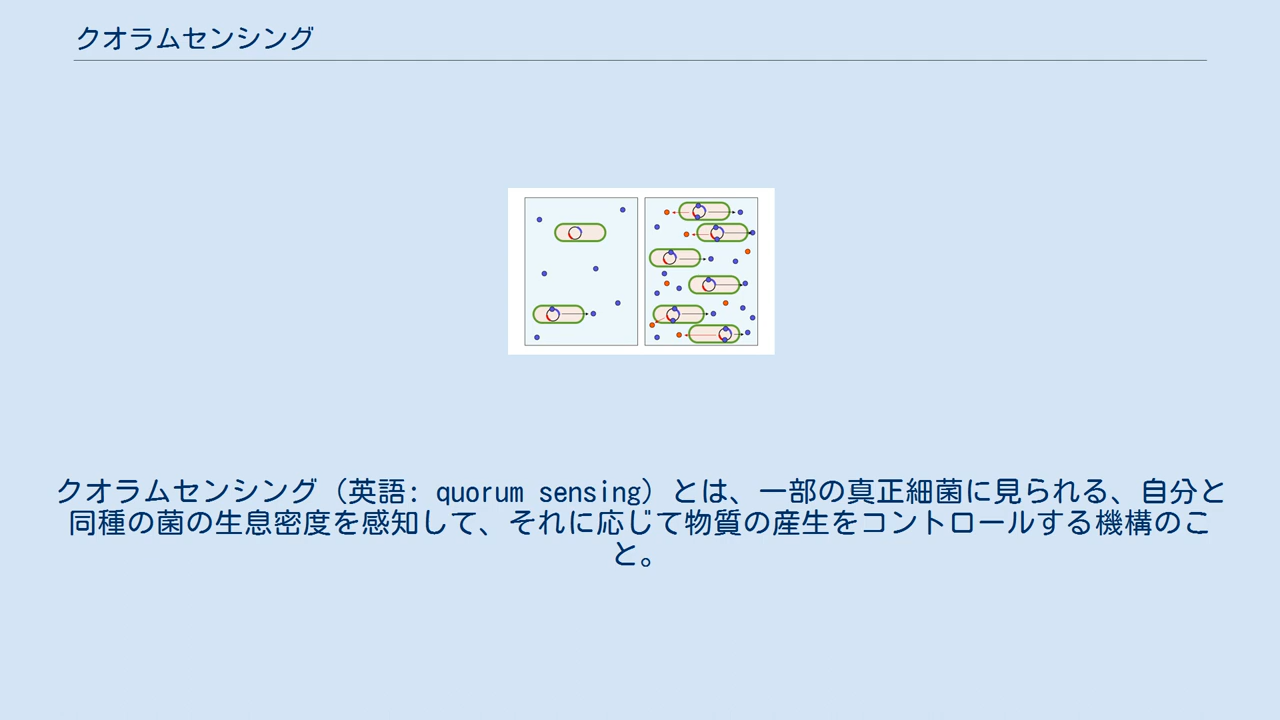 クオラムセンシング
クオラムセンシング（英語: quorum sensing）とは、一部の真正細菌に見られる、自分と
同種の菌の生息密度を感知して、それに応じて物質の産生をコントロールする機構のこ
と。